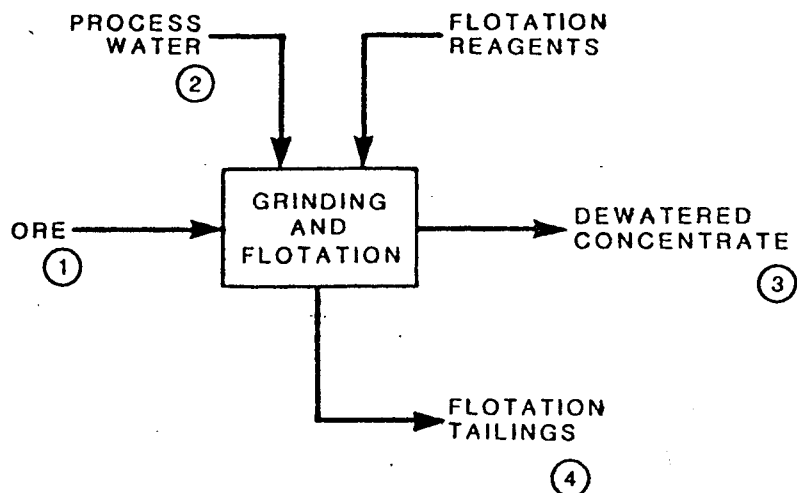 PROCESS
WATER
2
FLOTATION
REAGENTS
GRINDING
AND
FLOTATION
ORE
1
DEWATERED
CONCENTRATE
3
FLOTATION
TAILINGS
4